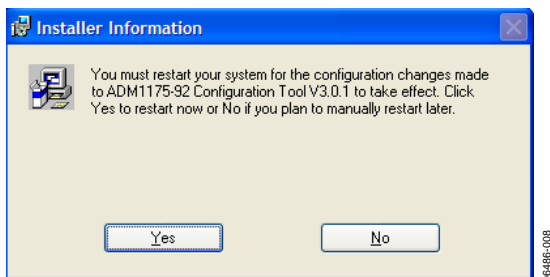 Installer Information
You must restart your system for the configuration changes made
to ADM1175-92 Configuration Tool V3.0.1 to take effect. Click
Yes to restart now or No if you plan to manually restart later.
Yes
No